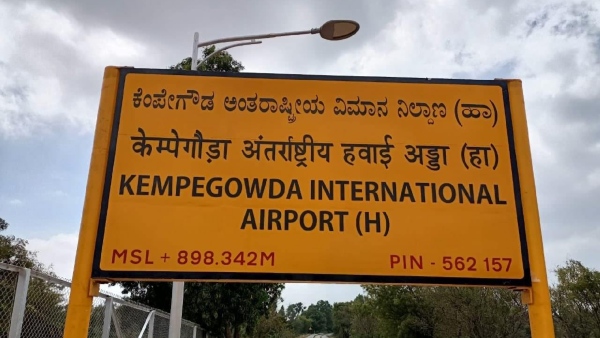 ಕೆಂಪೇಗೌಡ ಅಂತರಾಷ್ಟ್ರೀಯ ವಿಮಾನ ನಿಲ್ದಾಣ (ಹಾ)
केम्पेगौड़ा अंतर्राष्ट्रीय हवाई अड्डा (हा)
KEMPEGOWDA INTERNATIONAL
AIRPORT (H)
MSL + 898.342M PIN - 562 157